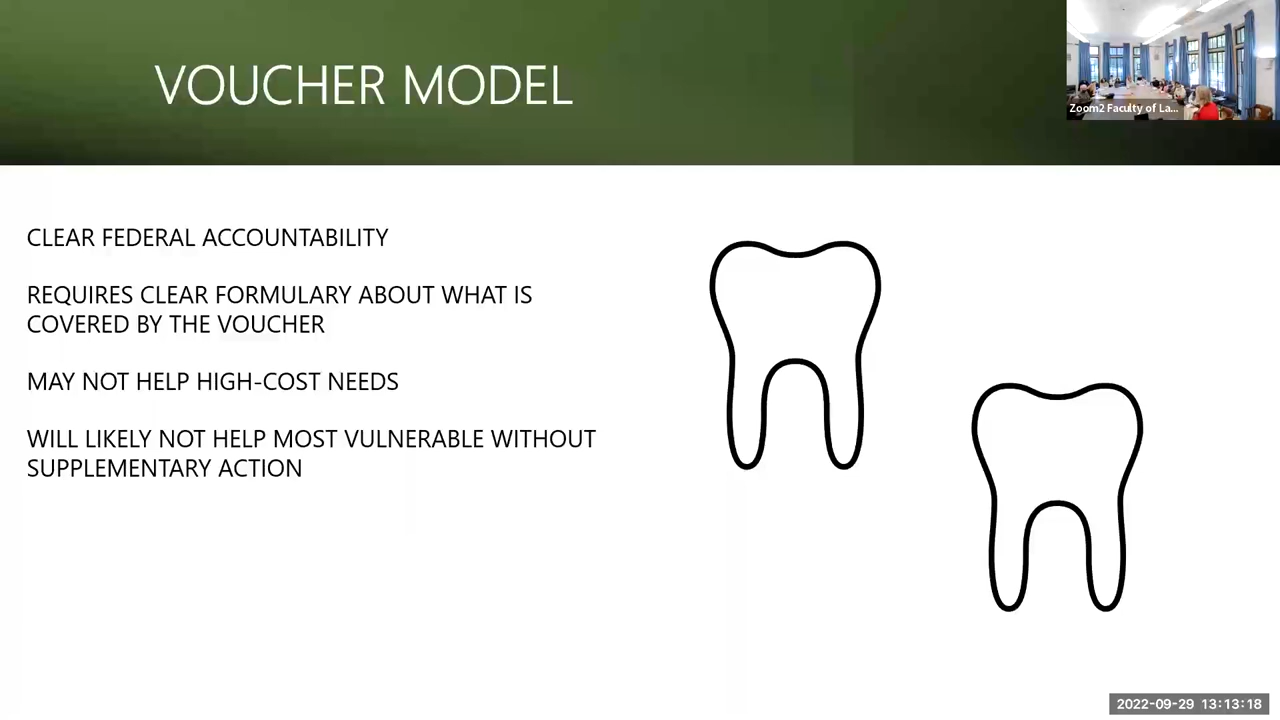 VOUCHER MODEL
Zoom2 Faculty of La...
CLEAR FEDERAL ACCOUNTABILITY
REQUIRES CLEAR FORMULARY ABOUT WHAT IS
COVERED BY THE VOUCHER
MAY NOT HELP HIGH-COST NEEDS
WILL LIKELY NOT HELP MOST VULNERABLE WITHOUT
SUPPLEMENTARY ACTION
2022-09-29 13:13:18